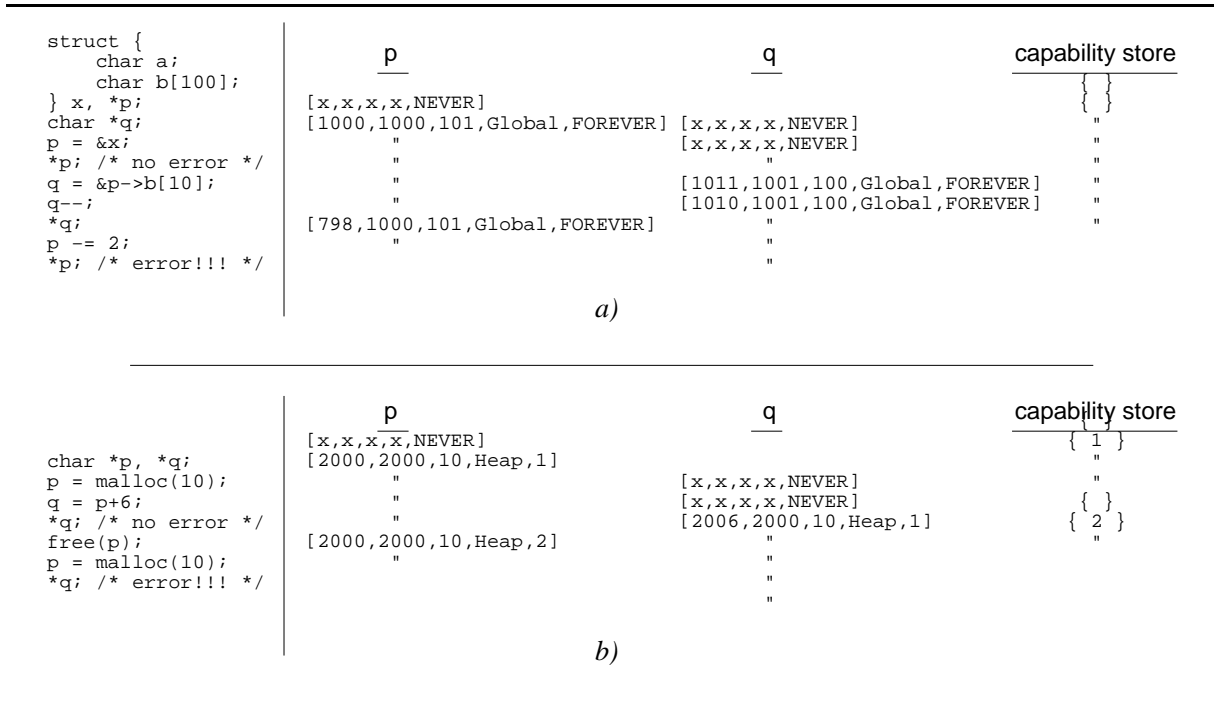 struct {
p q capability store
char a;
char b[100];
{ }
} x, *p; [x,x,x,x,NEVER] { }
char *q; [1000,1000,101,Global,FOREVER] [x,x,x,x,NEVER] "
p = &x; " [x,x,x,x,NEVER] "
*p; /* no error */ " " "
q = &p->b[10]; " [1011,1001,100,Global,FOREVER] "
q--; " [1010,1001,100,Global,FOREVER] "
*q; [798,1000,101,Global,FOREVER] " "
p -= 2; " "
*p; /* error!!! */ "
a)
p q capability store
{ }
[x,x,x,x,NEVER] { 1 }
char *p, *q; [2000,2000,10,Heap,1] "
p = malloc(10); " [x,x,x,x,NEVER] "
q = p+6; " [x,x,x,x,NEVER] { }
*q; /* no error */ " [2006,2000,10,Heap,1] { 2 }
free(p); [2000,2000,10,Heap,2] " "
p = malloc(10); " "
*q; /* error!!! */ "
"
b)